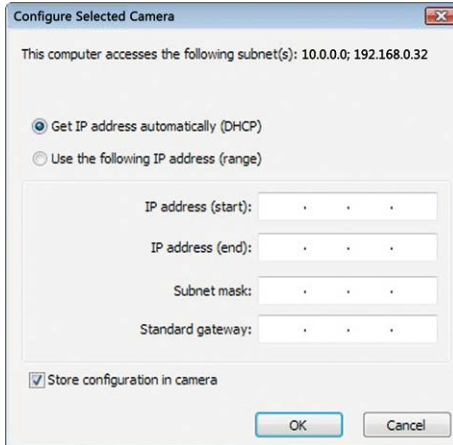 Configure Selected Camera
This computer accesses the following subnet(s): 10.0.0.0; 192.168.0.32
Get IP address automatically (DHCP)
Use the following IP address (range)
IP address (start): . . .
IP address (end): . . .
Subnet mask: . . .
Standard gateway: . . .
Store configuration in camera
OK Cancel